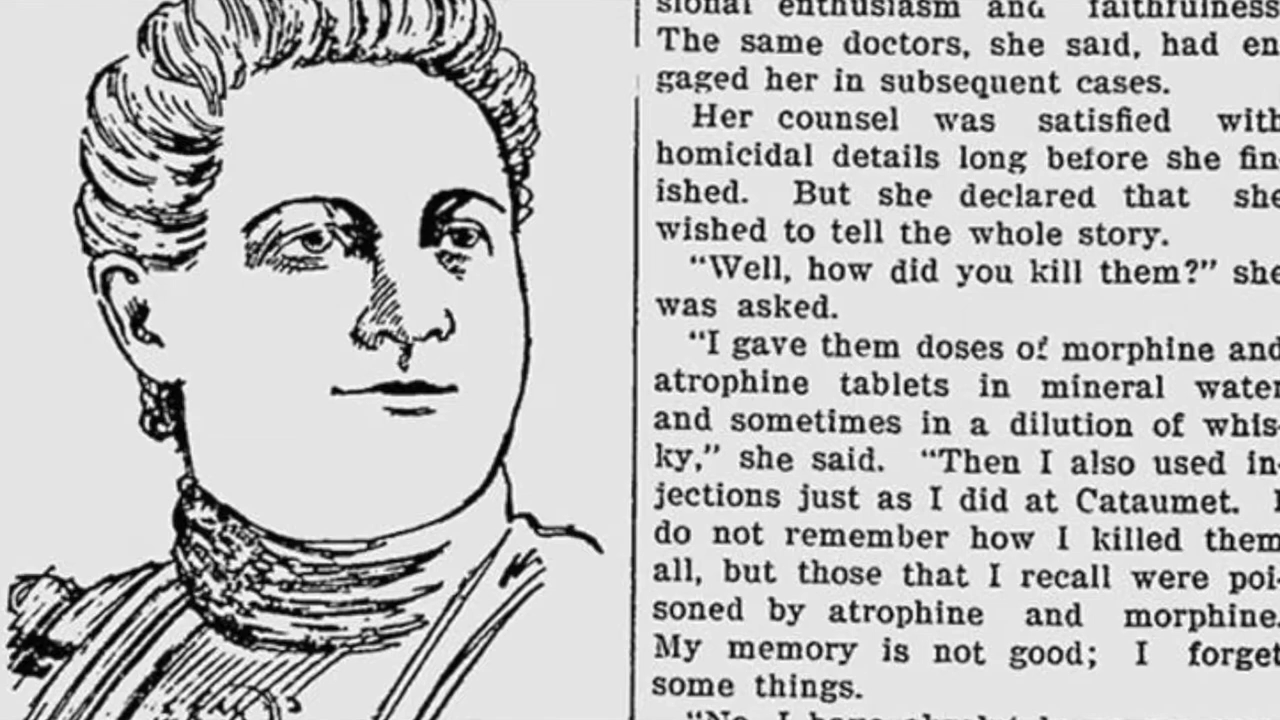 sional enthusiasm and faithfulness
The same doctors, she said, had en
gaged her in subsequent cases.
Her counsel was satisfied with
homicidal details long before she fin-
ished. But she declared that she
wished to tell the whole story.
“Well, how did you kill them?” she
was asked.
“I gave them doses of morphine and
atrophine tablets in mineral water
and sometimes in a dilution of whis-
ky,” she said. “Then I also used in-
jections just as I did at Cataumet. I
do not remember how I killed them
all, but those that I recall were poi-
soned by atrophine and morphine.
My memory is not good; I forget
some things.
“No, I have